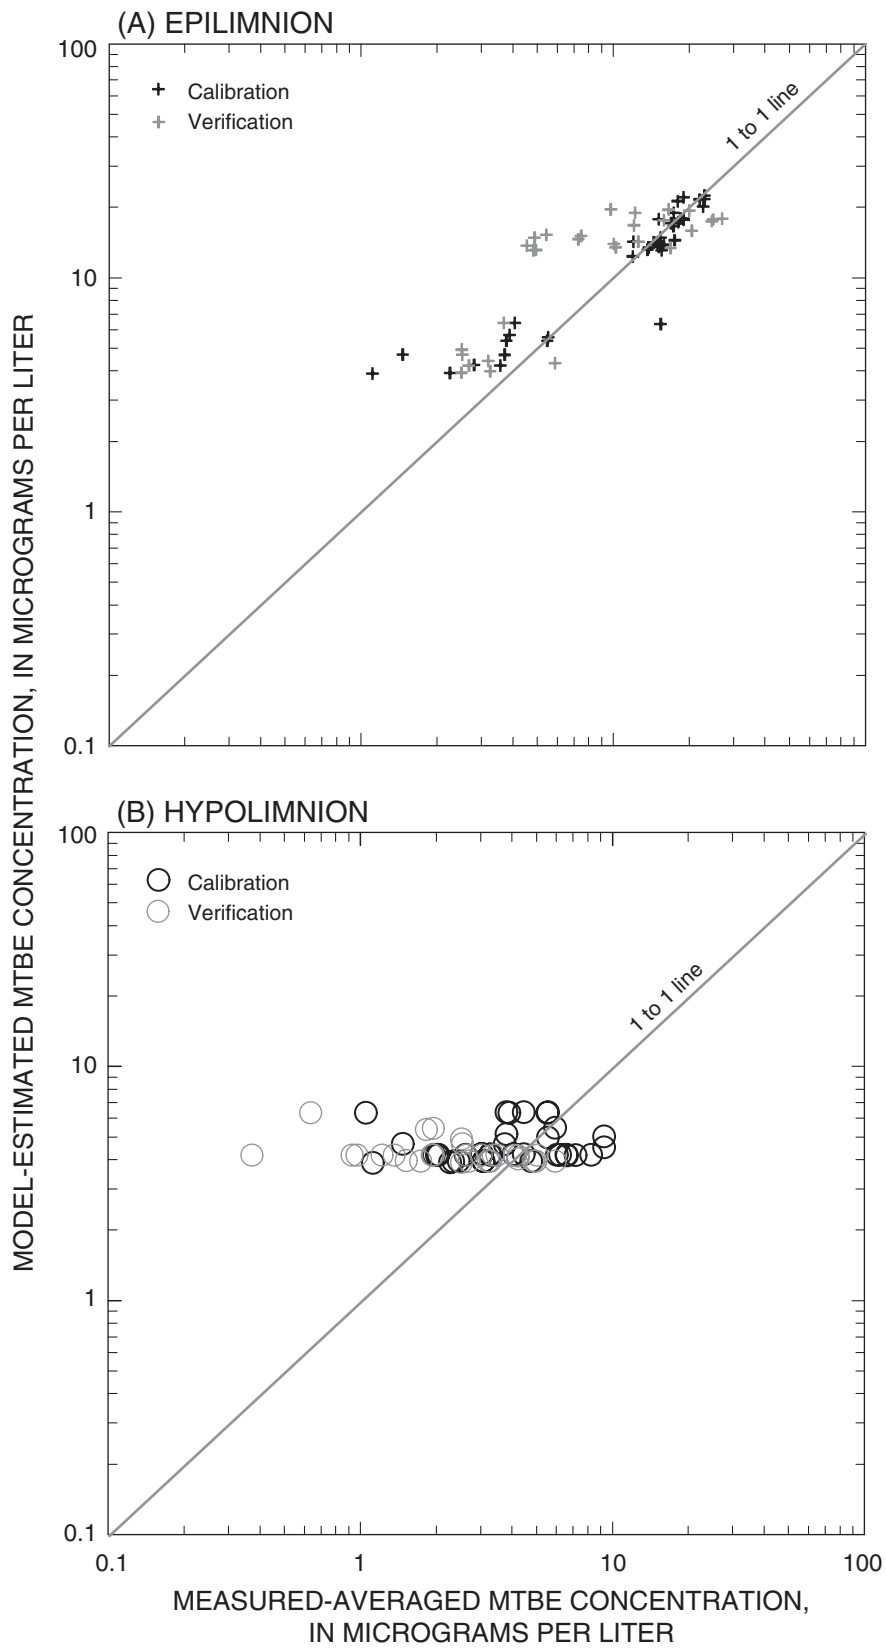 (A) EPILIMNION
100
Calibration
Verification
1 to 1 line
10
1
0.1
(B) HYPOLIMNION
100
Calibration
Verification
1 to 1 line
10
1
0.1
0.1 1 10 100
MEASURED-AVERAGED MTBE CONCENTRATION,
IN MICROGRAMS PER LITER
MODEL-ESTIMATED MTBE CONCENTRATION, IN MICROGRAMS PER LITER